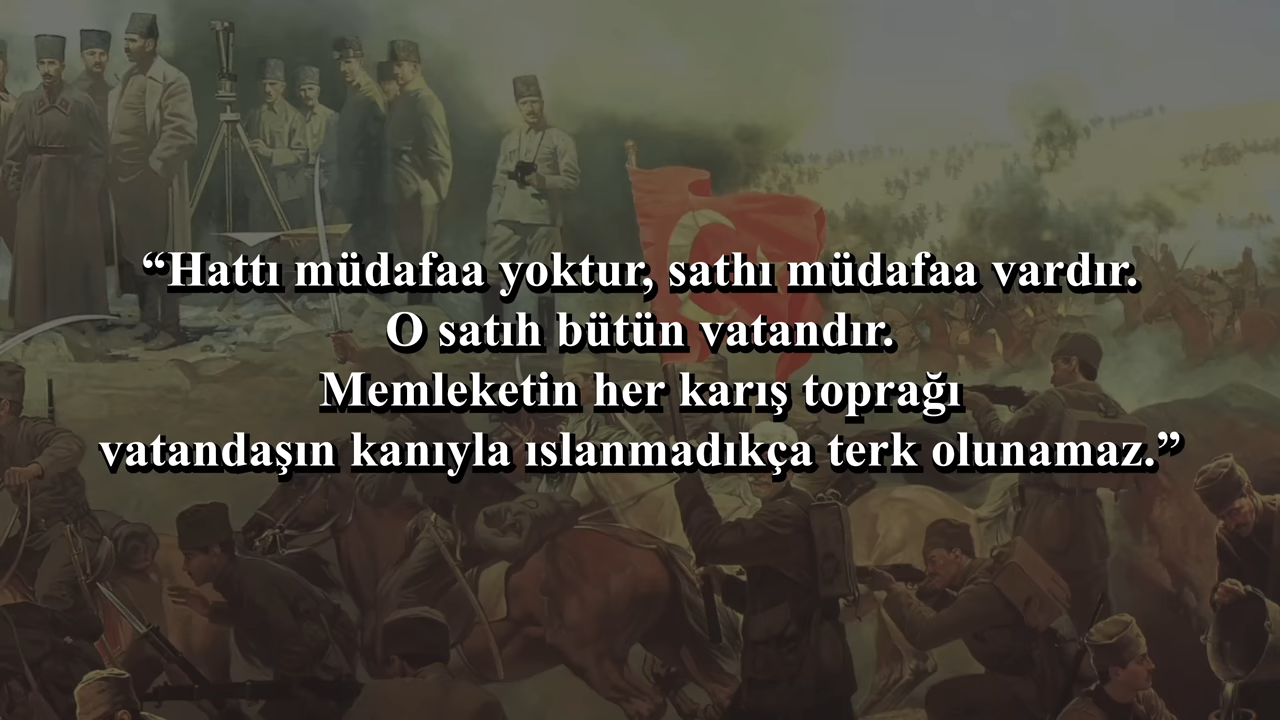 “Hattı müdafaa yoktur, sathı müdafaa vardır.
O satıh bütün vatandır.
Memleketin her karış toprağı
vatandaşın kanıyla ıslanmadıkça terk olunamaz.”